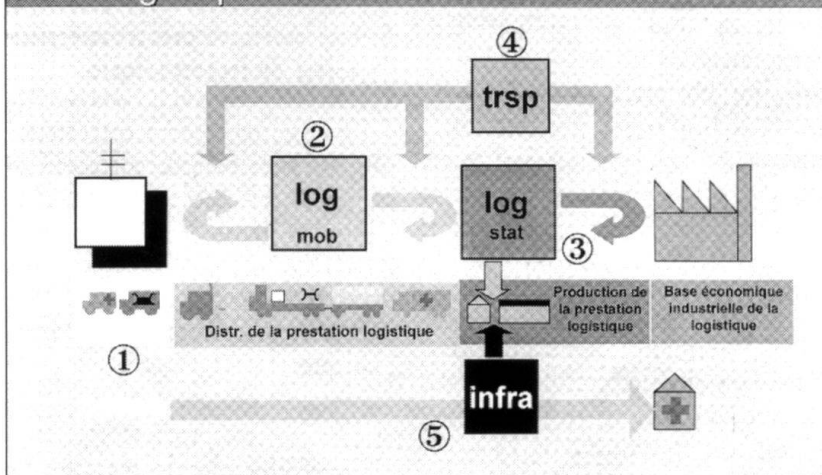 ④
trsp
②
log
mob
log
stat
③
Distr. de la prestation logistique
Production de
la prestation
logistique
Base économique
industrielle de la
logistique
①
infra
⑤